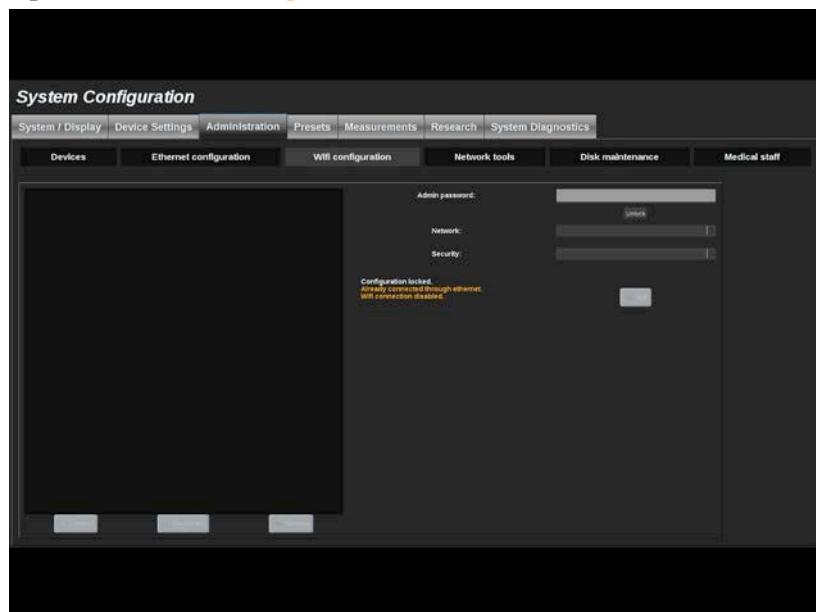 System Configuration
System / Display Device Settings Administration Presets Measurements Research System Diagnostics
Devices Ethernet configuration Wifi configuration Network tools Disk maintenance Medical staff
Admin password:
Unlock
Network:
Security:
Configuration locked.
Already connected through ethernet.
Wifi connection disabled.